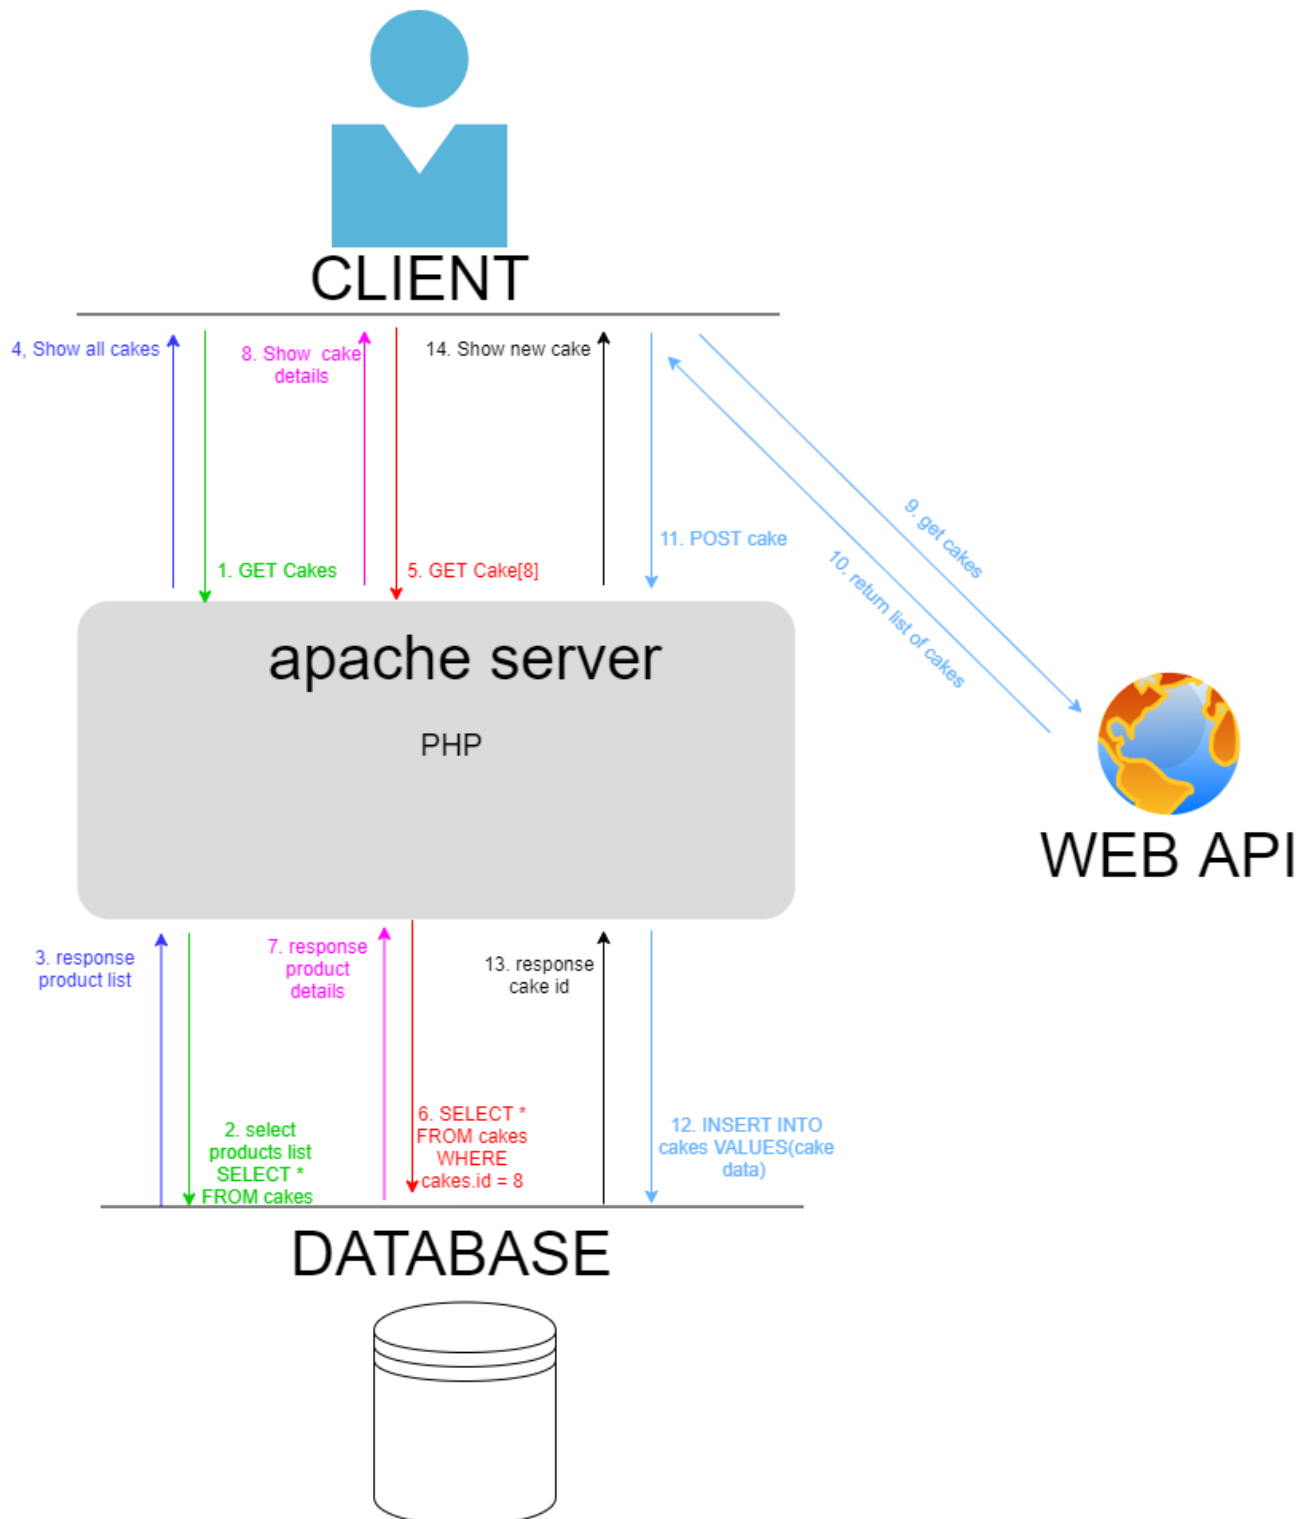 CLIENT
4, Show all cakes
8. Show  cake
details
14. Show new cake
9. get cakes
11. POST cake
10. return list of cakes
1. GET Cakes
5. GET Cake[8]
apache server
PHP
WEB API
3. response
product list
7. response
product
details
13. response
cake id
2. select
products list
SELECT *
FROM cakes
6. SELECT *
FROM cakes
WHERE
cakes.id = 8
12. INSERT INTO
cakes VALUES(cake
data)
DATABASE